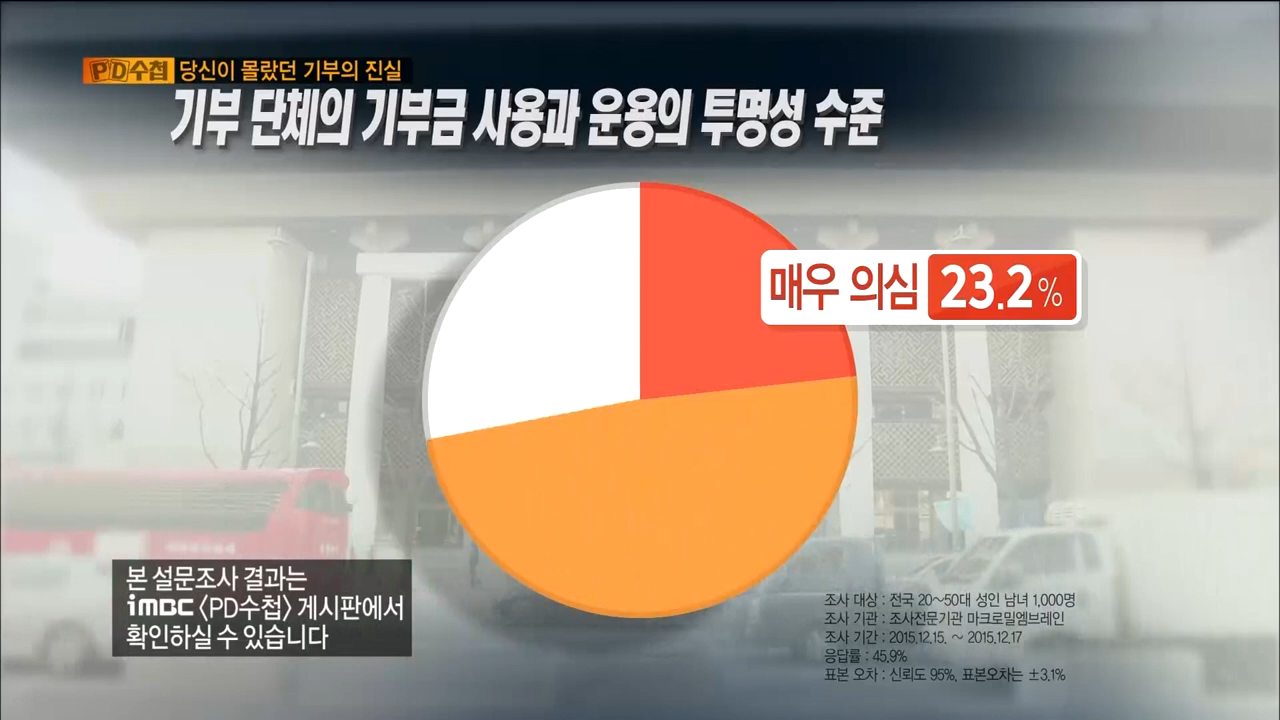 PD수첩 당신이 몰랐던 기부의 진실
기부 단체의 기부금 사용과 운용의 투명성 수준
매우 의심 23.2%
본 설문조사 결과는
iMBC 〈PD수첩〉 게시판에서
확인하실 수 있습니다
조사 대상 : 전국 20~50대 성인 남녀 1,000명
조사 기관 : 조사전문기관 마크로밀엠브레인
조사 기간 : 2015.12.15. ~ 2015.12.17
응답률 : 45.9%
표본 오차 : 신뢰도 95%, 표본오차는 ±3.1%